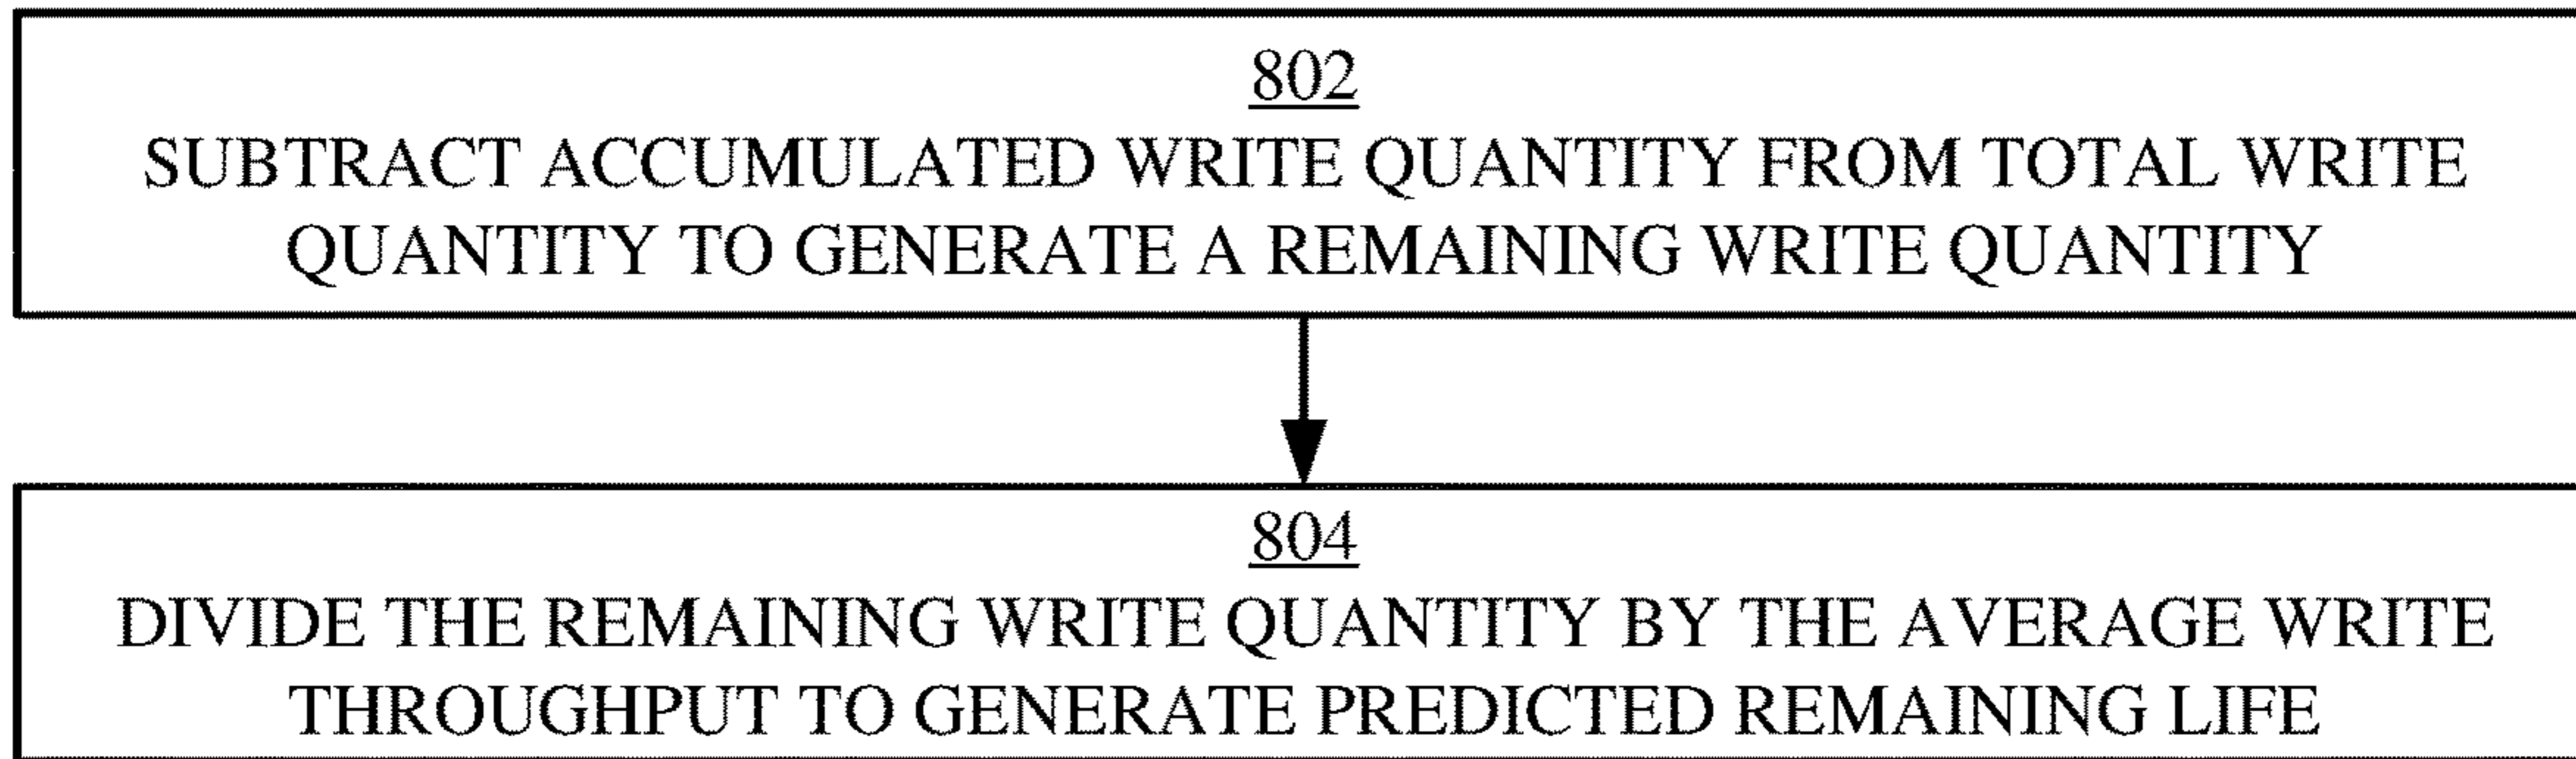 802
SUBTRACT ACCUMULATED WRITE QUANTITY FROM TOTAL WRITE
QUANTITY TO GENERATE A REMAINING WRITE QUANTITY
804
DIVIDE THE REMAINING WRITE QUANTITY BY THE AVERAGE WRITE
THROUGHPUT TO GENERATE PREDICTED REMAINING LIFE